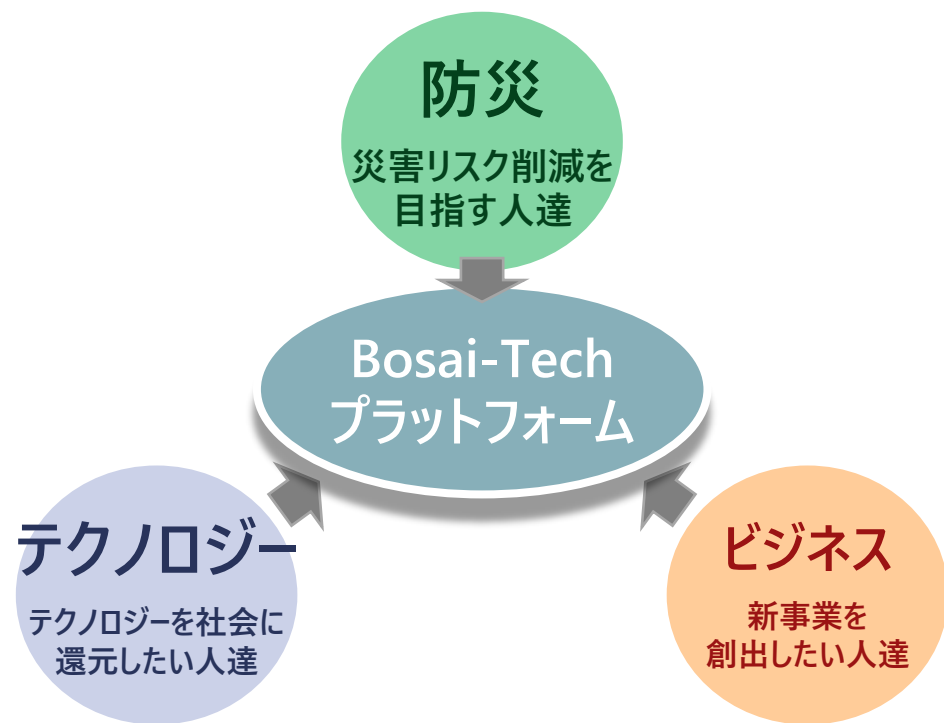 防災
災害リスク削減を
目指す人達
Bosai-Tech
プラットフォーム
テクノロジー
テクノロジーを社会に
還元したい人達
ビジネス
新事業を
創出したい人達